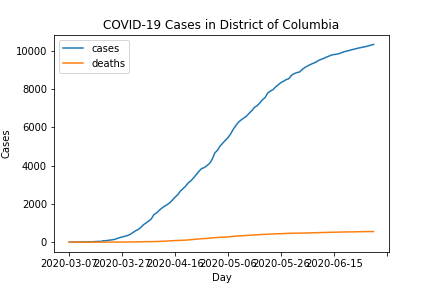 COVID-19 Cases in District of Columbia
cases
deaths
10000
8000
6000
4000
2000
0
Cases
2020-03-07 2020-03-27 2020-04-16 2020-05-06 2020-05-26 2020-06-15
Day